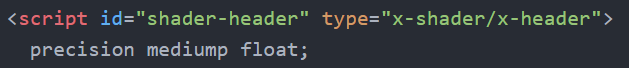 <script id="shader-header" type="x-shader/x-header">
precision mediump float;